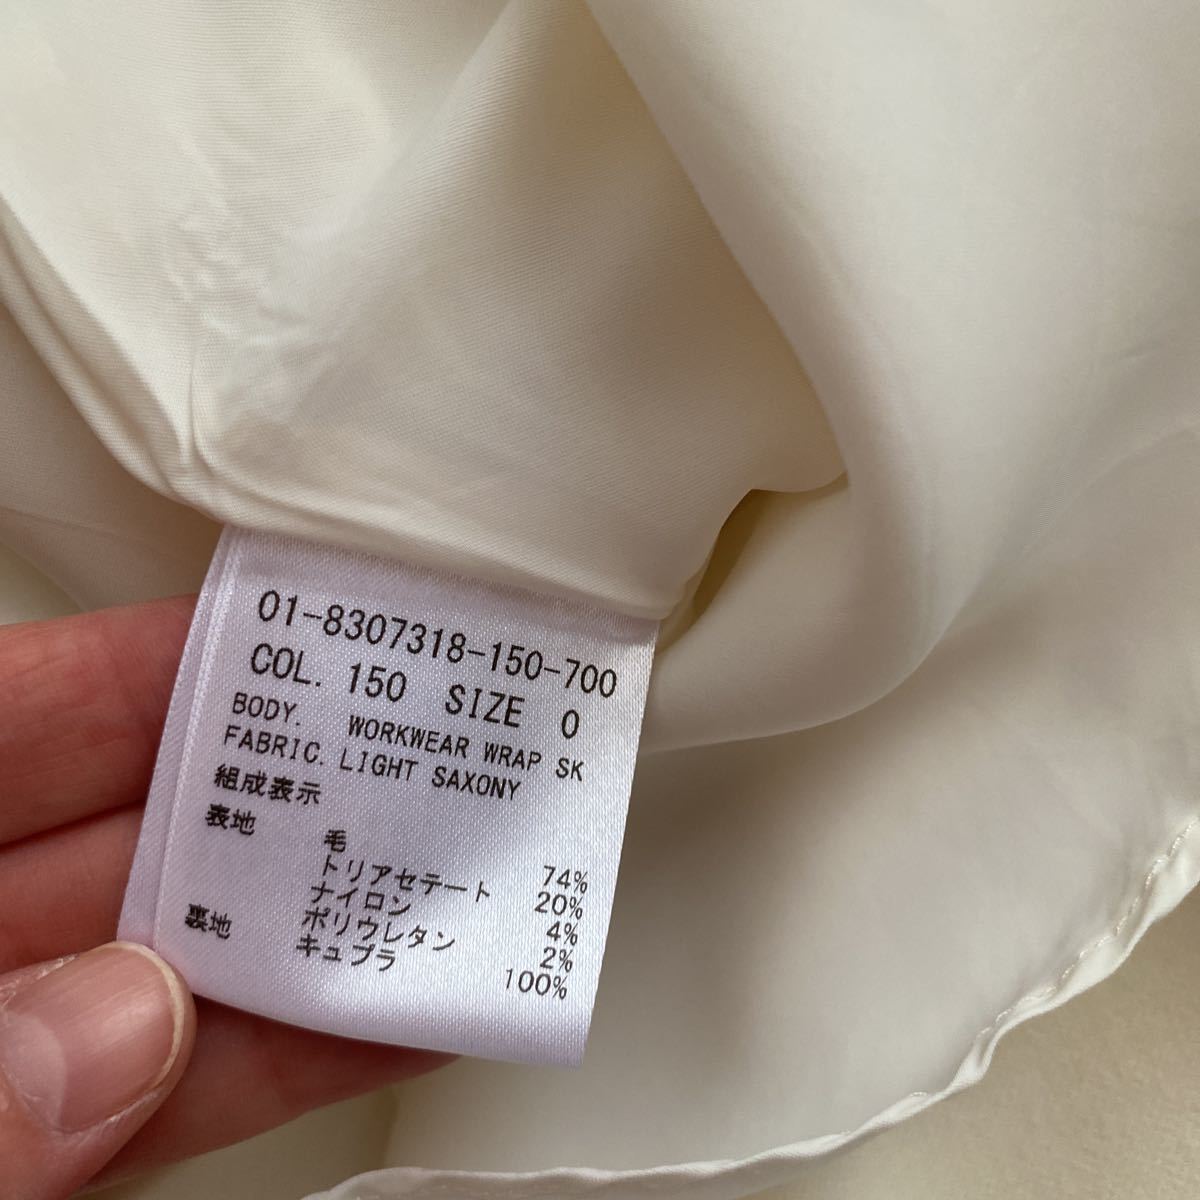 01-8307318-150-700
COL. 150 SIZE 0
BODY. WORKWEAR WRAP SK
FABRIC. LIGHT SAXONY
組成表示
表地 毛 74%
トリアセテート 20%
ナイロン 4%
ポリウレタン 2%
裏地 キュプラ 100%